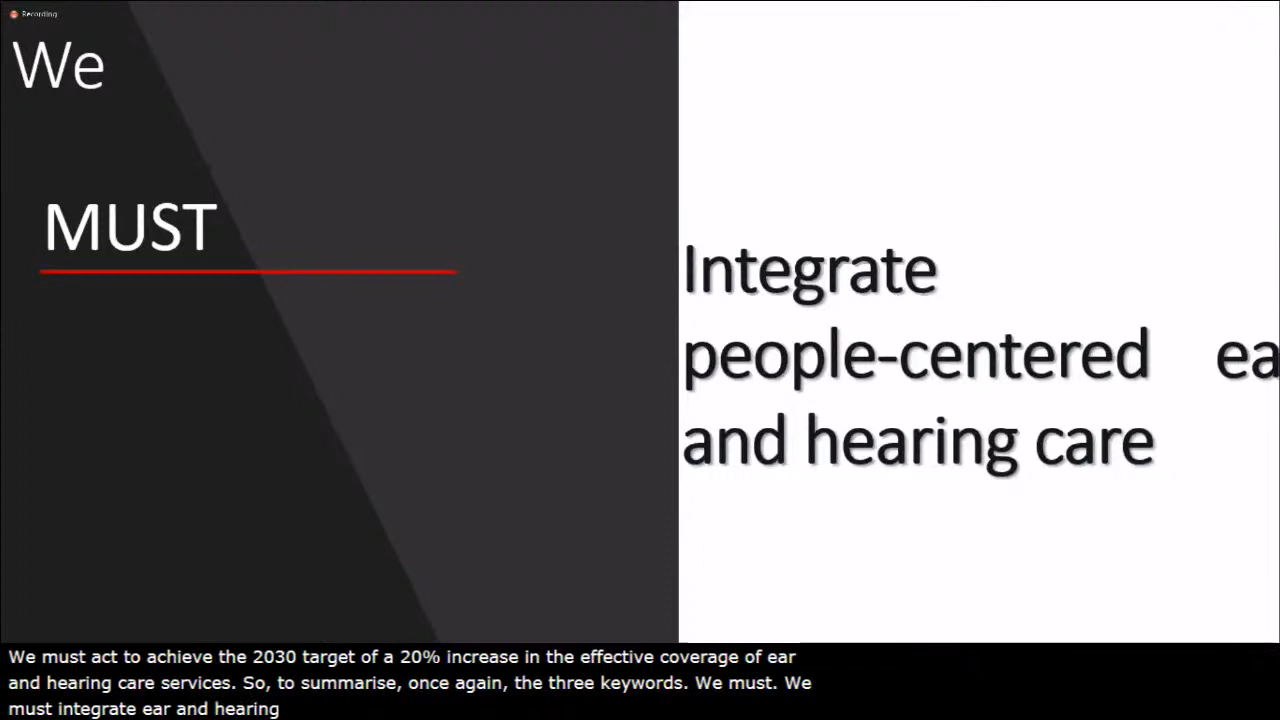 Recording
We
MUST
Integrate
people-centered ea
and hearing care
We must act to achieve the 2030 target of a 20% increase in the effective coverage of ear
and hearing care services. So, to summarise, once again, the three keywords. We must. We
must integrate ear and hearing